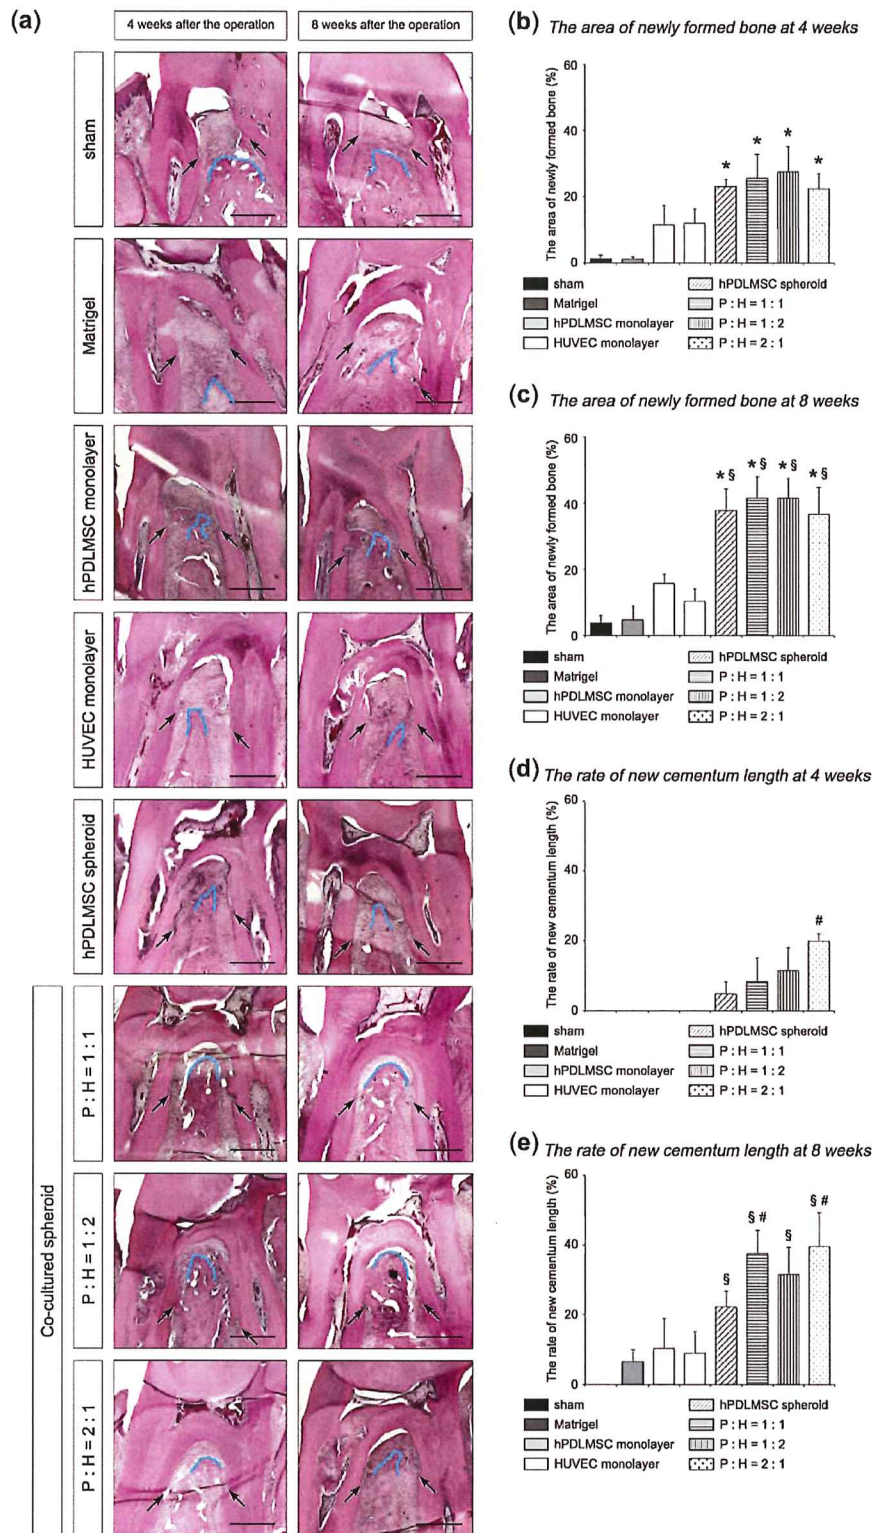 (a)
4 weeks after the operation
8 weeks after the operation
sham
Matrigel
hPDLMSC monolayer
HUVEC monolayer
hPDLMSC spheroid
Co-cultured spheroid
P : H = 1 : 1
P : H = 1 : 2
P : H = 2 : 1
(b) The area of newly formed bone at 4 weeks
The area of newly formed bone (%)
60
40
20
0
* * * *
sham
Matrigel
hPDLMSC monolayer
HUVEC monolayer
hPDLMSC spheroid
P : H = 1 : 1
P : H = 1 : 2
P : H = 2 : 1
(c) The area of newly formed bone at 8 weeks
The area of newly formed bone (%)
60
40
20
0
* § * § * § * §
sham
Matrigel
hPDLMSC monolayer
HUVEC monolayer
hPDLMSC spheroid
P : H = 1 : 1
P : H = 1 : 2
P : H = 2 : 1
(d) The rate of new cementum length at 4 weeks
The rate of new cementum length (%)
60
40
20
0
#
sham
Matrigel
hPDLMSC monolayer
HUVEC monolayer
hPDLMSC spheroid
P : H = 1 : 1
P : H = 1 : 2
P : H = 2 : 1
(e) The rate of new cementum length at 8 weeks
The rate of new cementum length (%)
60
40
20
0
§ § # § § #
sham
Matrigel
hPDLMSC monolayer
HUVEC monolayer
hPDLMSC spheroid
P : H = 1 : 1
P : H = 1 : 2
P : H = 2 : 1